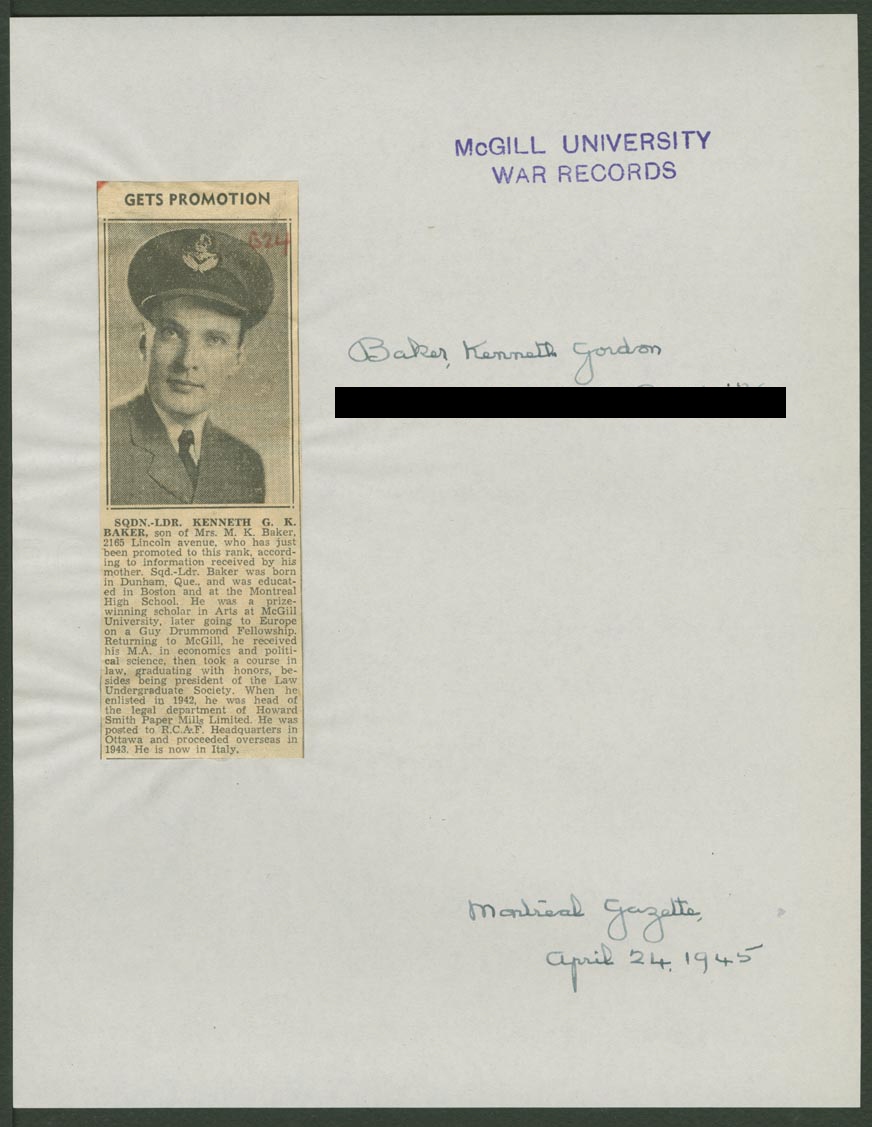 McGILL UNIVERSITY
WAR RECORDS
GETS PROMOTION
B24
Baker, Kenneth Gordon
SQDN.-LDR. KENNETH G. K.
BAKER, son of Mrs. M. K. Baker,
2165 Lincoln avenue, who has just
been promoted to this rank, accord-
ing to information received by his
mother. Sqd.-Ldr. Baker was born
in Dunham, Que., and was educat-
ed in Boston and at the Montreal
High School. He was a prize-
winning scholar in Arts at McGill
University, later going to Europe
on a Guy Drummond Fellowship.
Returning to McGill, he received
his M.A. in economics and politi-
cal science, then took a course in
law, graduating with honors, be-
sides being president of the Law
Undergraduate Society. When he
enlisted in 1942, he was head of
the legal department of Howard
Smith Paper Mills Limited. He was
posted to R.C.A.F. Headquarters in
Ottawa and proceeded overseas in
1943. He is now in Italy.
Montreal Gazette,
April 24, 1945